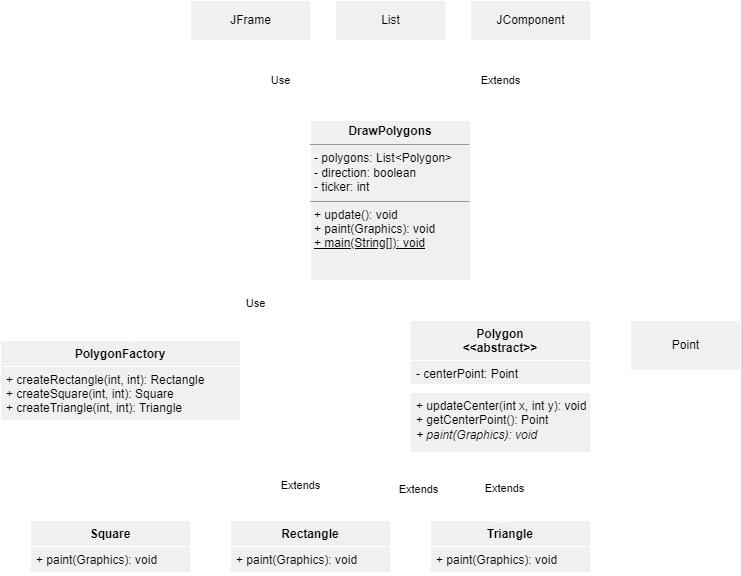 JFrame
List
JComponent
Use
Extends
DrawPolygons
- polygons: List<Polygon>
- direction: boolean
- ticker: int
+ update(): void
+ paint(Graphics): void
+ main(String[]): void
Use
PolygonFactory
+ createRectangle(int, int): Rectangle
+ createSquare(int, int): Square
+ createTriangle(int, int): Triangle
Polygon
<<abstract>>
- centerPoint: Point
+ updateCenter(int x, int y): void
+ getCenterPoint(): Point
+ paint(Graphics): void
Point
Extends
Extends
Extends
Square
+ paint(Graphics): void
Rectangle
+ paint(Graphics): void
Triangle
+ paint(Graphics): void